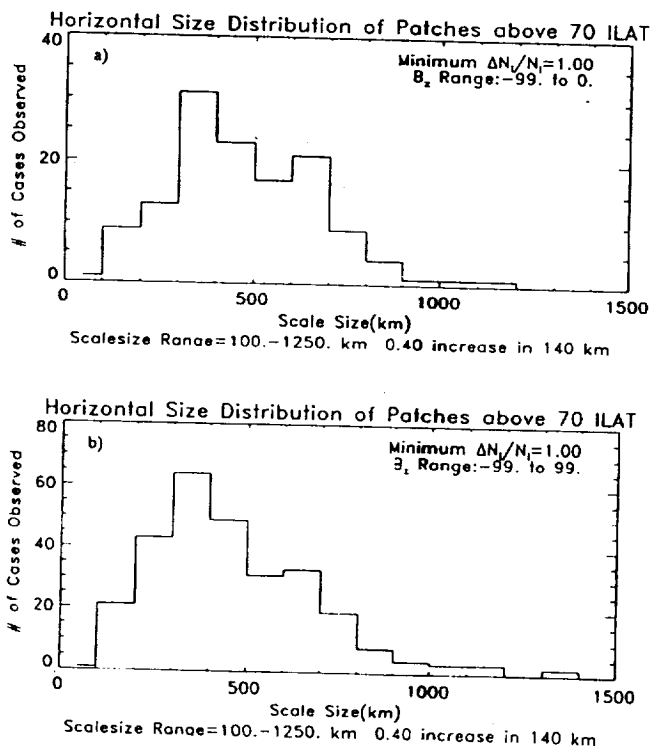 Horizontal Size Distribution of Patches above 70 ILAT
40
a)
Minimum ΔNᵢ/Nᵢ=1.00
B_z Range:-99. to 0.
# of Cases Observed
20
0
0
500
1000
1500
Scale Size(km)
Scalesize Range=100.-1250. km 0.40 increase in 140 km
Horizontal Size Distribution of Patches above 70 ILAT
80
b)
Minimum ΔNᵢ/Nᵢ=1.00
B_z Range:-99. to 99.
60
# of Cases Observed
40
20
0
0
500
1000
1500
Scale Size(km)
Scalesize Range=100.-1250. km 0.40 increase in 140 km